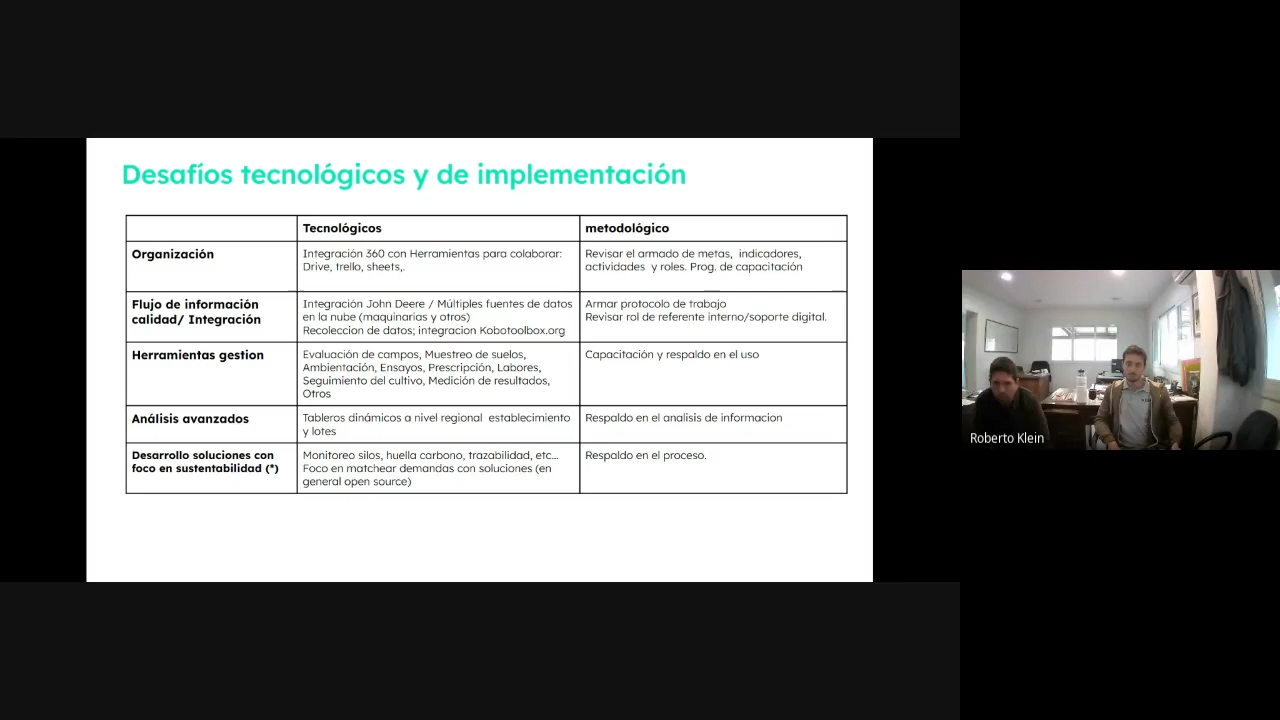 Desafíos tecnológicos y de implementación
Tecnológicos
metodológico
Organización
Integración 360 con Herramientas para colaborar:
Drive, trello, sheets,.
Revisar el armado de metas, indicadores,
actividades y roles. Prog. de capacitación
Flujo de información
calidad/ Integración
Integración John Deere / Múltiples fuentes de datos
en la nube (maquinarias y otros)
Recoleccion de datos; integracion Kobotoolbox.org
Armar protocolo de trabajo
Revisar rol de referente interno/soporte digital.
Herramientas gestion
Evaluación de campos, Muestreo de suelos,
Ambientación, Ensayos, Prescripción, Labores,
Seguimiento del cultivo, Medición de resultados,
Otros
Capacitación y respaldo en el uso
Análisis avanzados
Tableros dinámicos a nivel regional establecimiento
y lotes
Respaldo en el analisis de informacion
Desarrollo soluciones con
foco en sustentabilidad (*)
Monitoreo silos, huella carbono, trazabilidad, etc...
Foco en matchear demandas con soluciones (en
general open source)
Respaldo en el proceso.
Roberto Klein